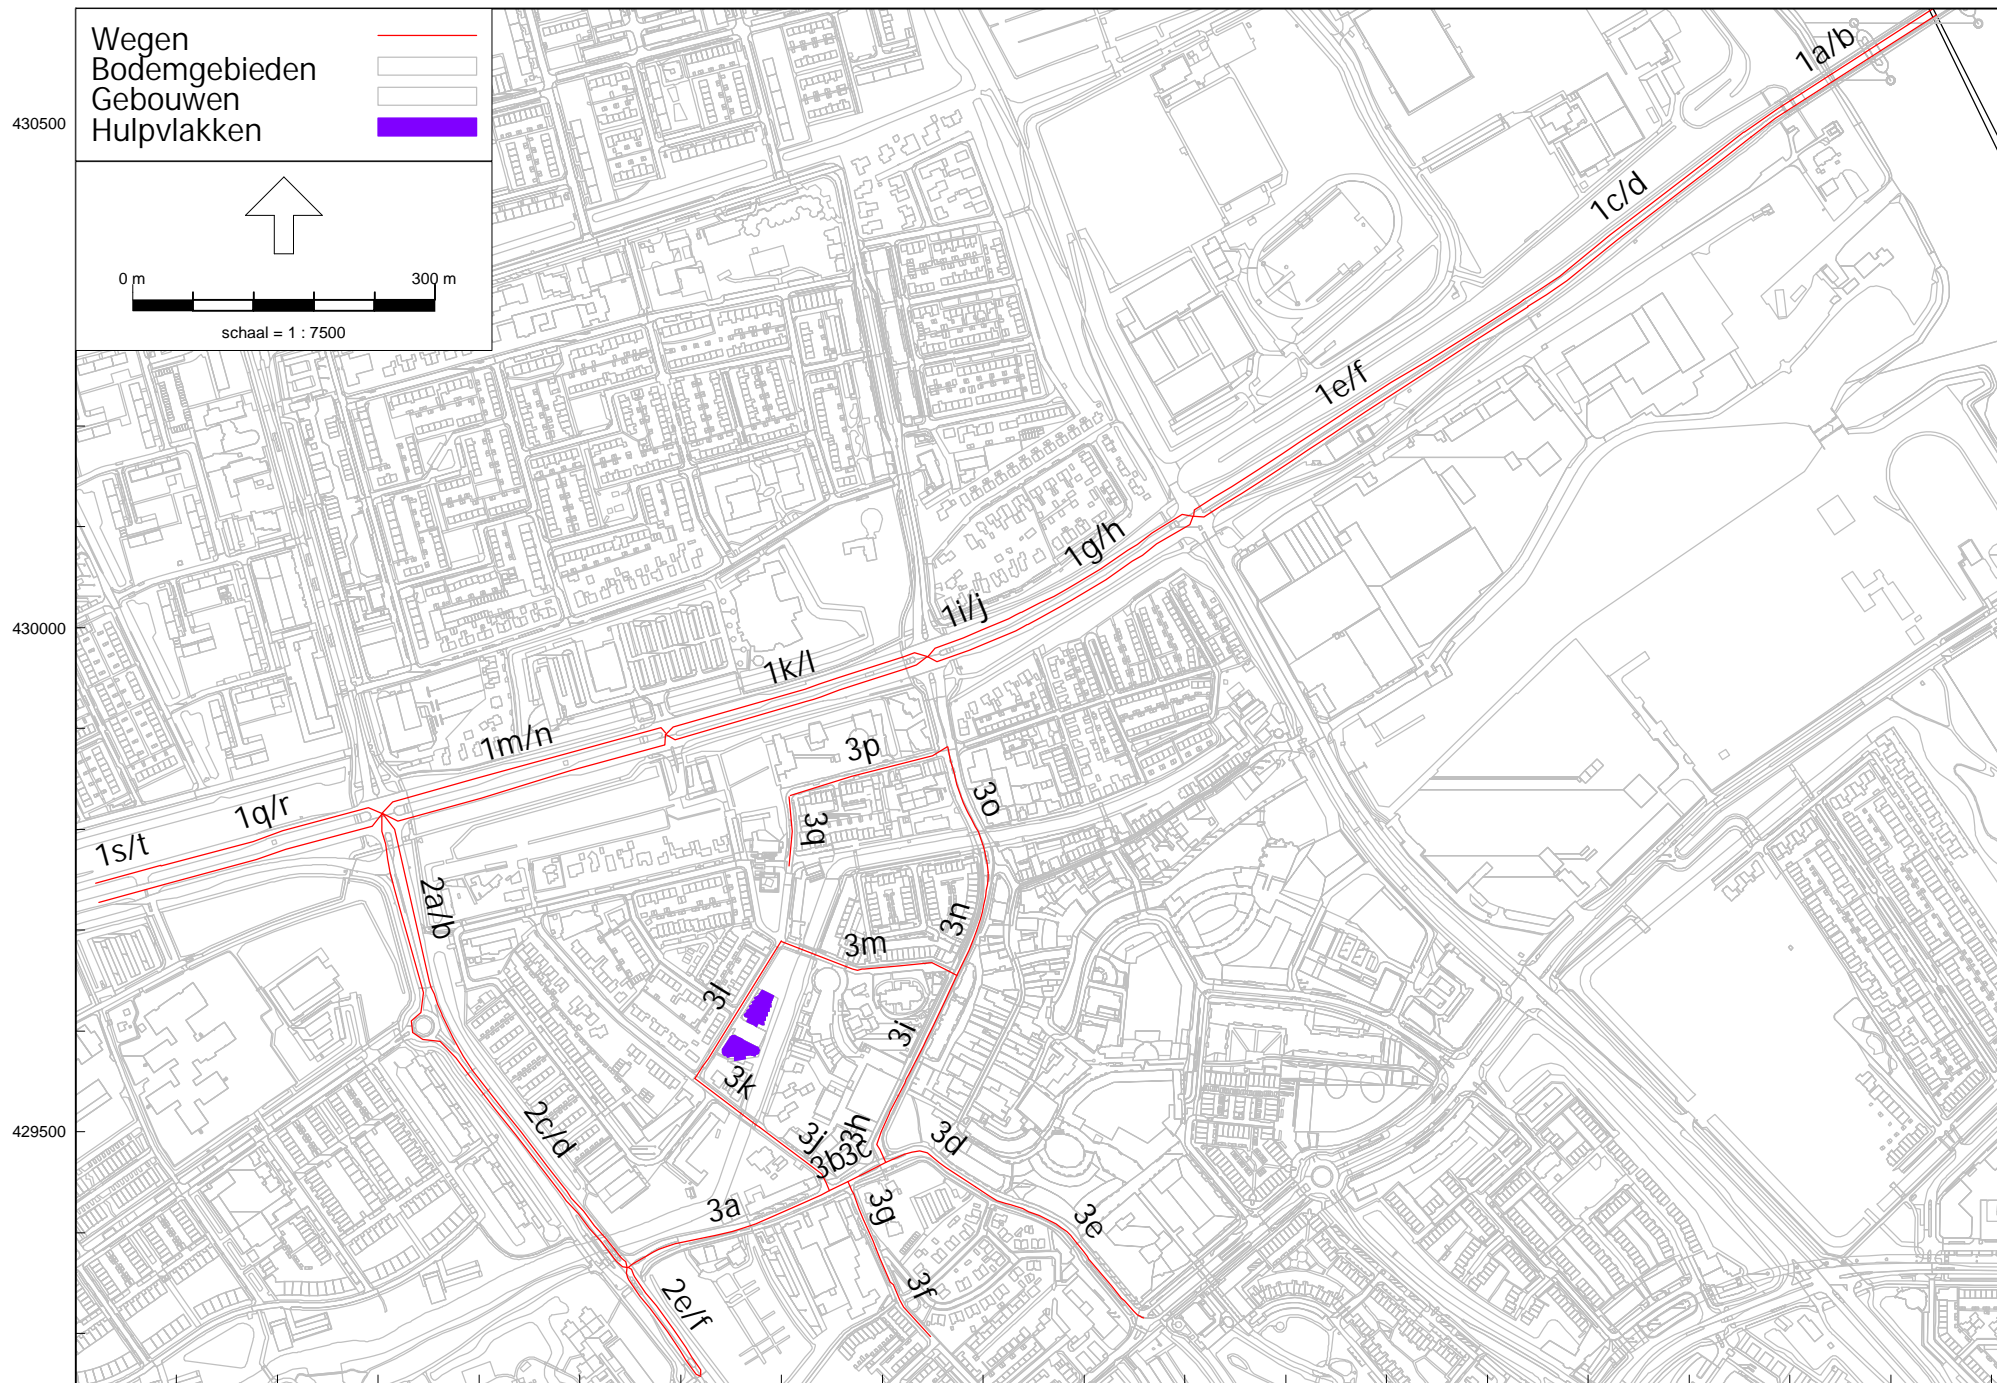 Wegen
Bodemgebieden
Gebouwen
Hulpvlakken
0 m 300 m
schaal = 1 : 7500
430500
430000
429500
1a/b
1c/d
1e/f
1g/h
1i/j
1k/l
1m/n
1q/r
1s/t
2a/b
2c/d
2e/f
3a
3b
3c
3d
3e
3f
3g
3h
3i
3j
3k
3l
3m
3n
3o
3p
3q